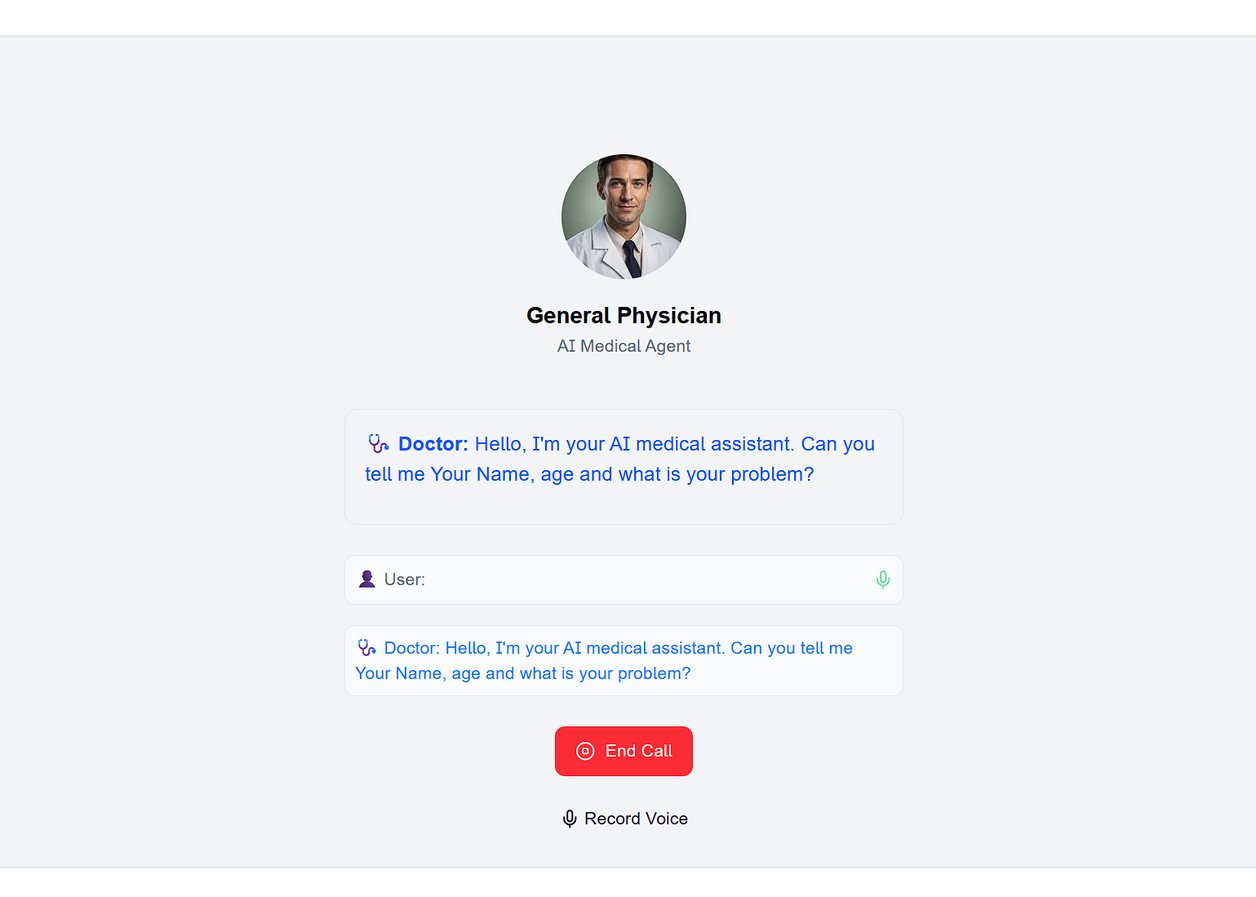 General Physician
AI Medical Agent
Doctor: Hello, I'm your AI medical assistant. Can you
tell me Your Name, age and what is your problem?
User:
Doctor: Hello, I'm your AI medical assistant. Can you tell me
Your Name, age and what is your problem?
End Call
Record Voice